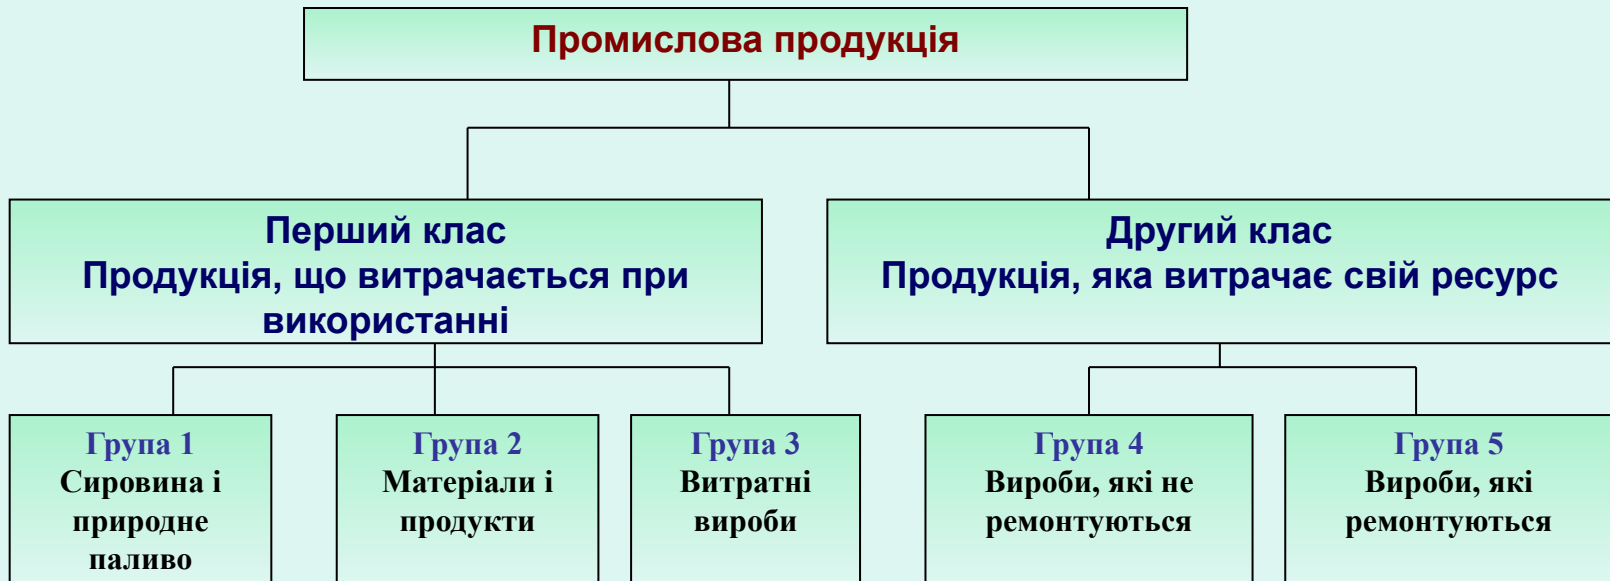 Промислова продукція
Перший клас
Продукція, що витрачається при
використанні
Другий клас
Продукція, яка витрачає свій ресурс
Група 1
Сировина і
природне
паливо
Група 2
Матеріали і
продукти
Група 3
Витратні
вироби
Група 4
Вироби, які не
ремонтуються
Група 5
Вироби, які
ремонтуються